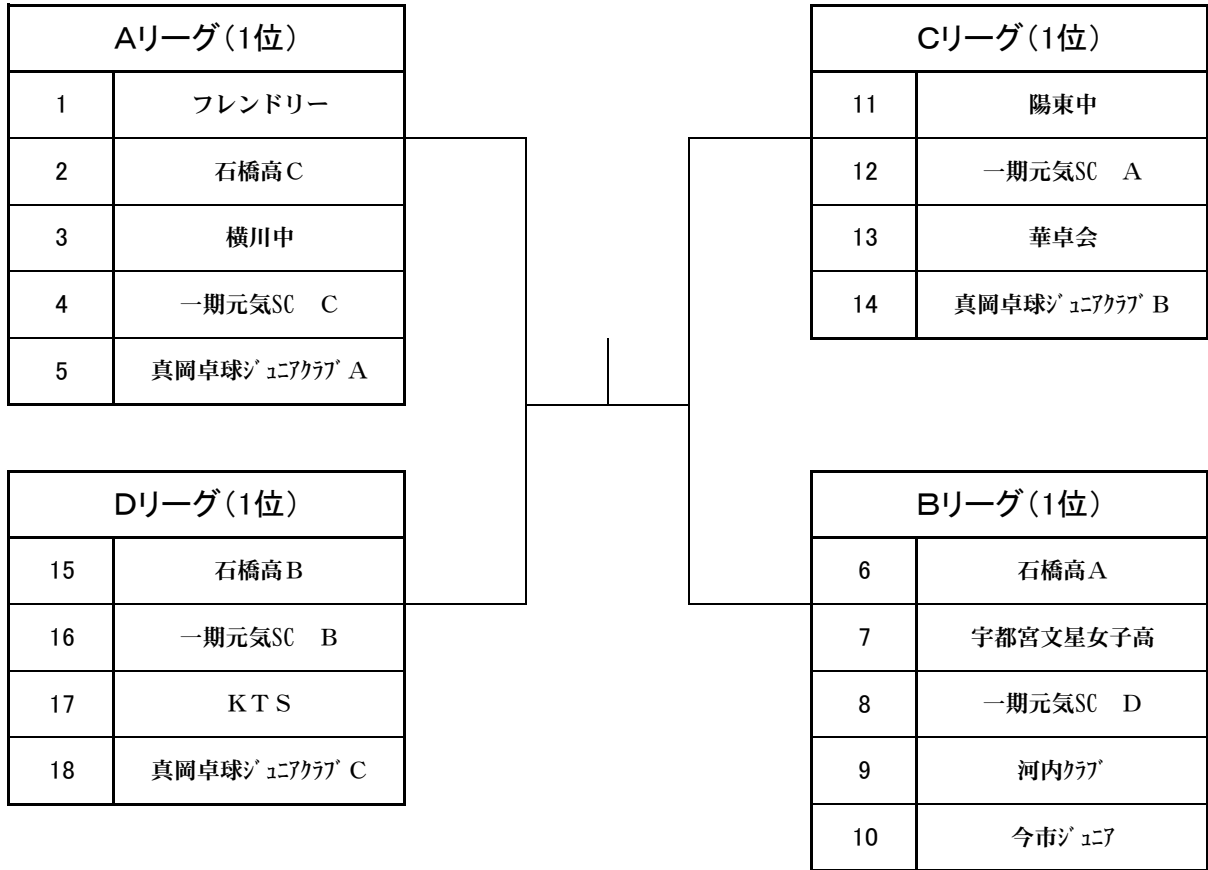 Aリーグ(1位)
1 フレンドリー
2 石橋高C
3 横川中
4 一期元気SC　C
5 真岡卓球ｼﾞｭﾆｱｸﾗﾌﾞA
Cリーグ(1位)
11 陽東中
12 一期元気SC　A
13 華卓会
14 真岡卓球ｼﾞｭﾆｱｸﾗﾌﾞB
Dリーグ(1位)
15 石橋高B
16 一期元気SC　B
17 KTS
18 真岡卓球ｼﾞｭﾆｱｸﾗﾌﾞC
Bリーグ(1位)
6 石橋高A
7 宇都宮文星女子高
8 一期元気SC　D
9 河内ｸﾗﾌﾞ
10 今市ｼﾞｭﾆｱ